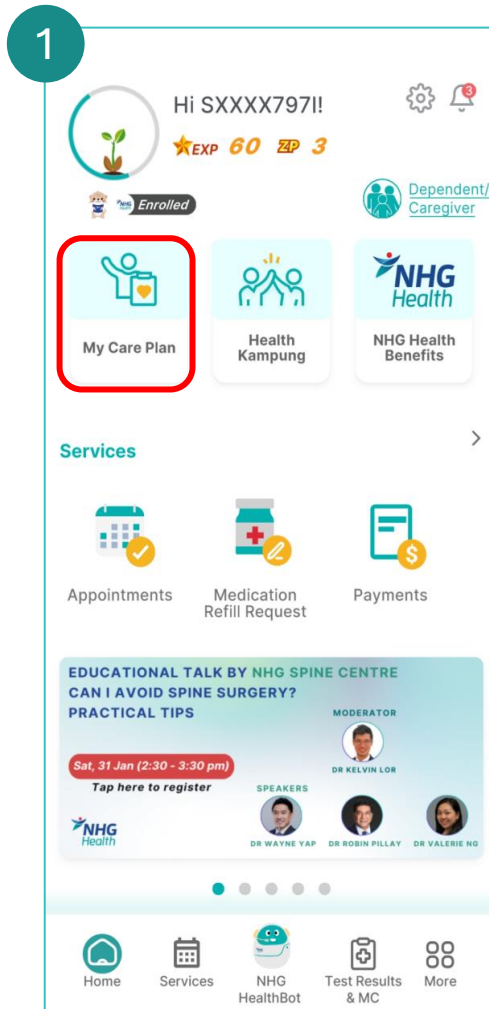 1
Hi SXXXX797I!
3
EXP 60 ZP 3
NHG Health Enrolled
Dependent/
Caregiver
My Care Plan
Health
Kampung
NHG
Health
NHG Health
Benefits
Services
Appointments
Medication
Refill Request
Payments
EDUCATIONAL TALK BY NHG SPINE CENTRE
CAN I AVOID SPINE SURGERY?
PRACTICAL TIPS
MODERATOR
DR KELVIN LOR
Sat, 31 Jan (2:30 - 3:30 pm)
Tap here to register
SPEAKERS
NHG
Health
DR WAYNE YAP
DR ROBIN PILLAY
DR VALERIE NG
Home
Services
NHG
HealthBot
Test Results
& MC
More